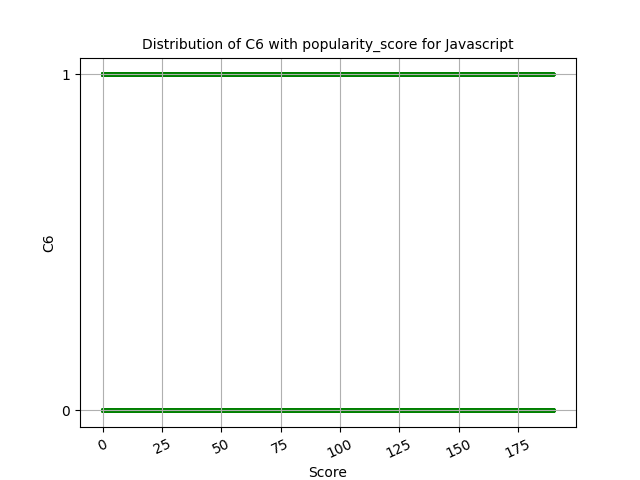 Distribution of C6 with popularity_score for Javascript
1
C6
0
0 25 50 75 100 125 150 175
Score